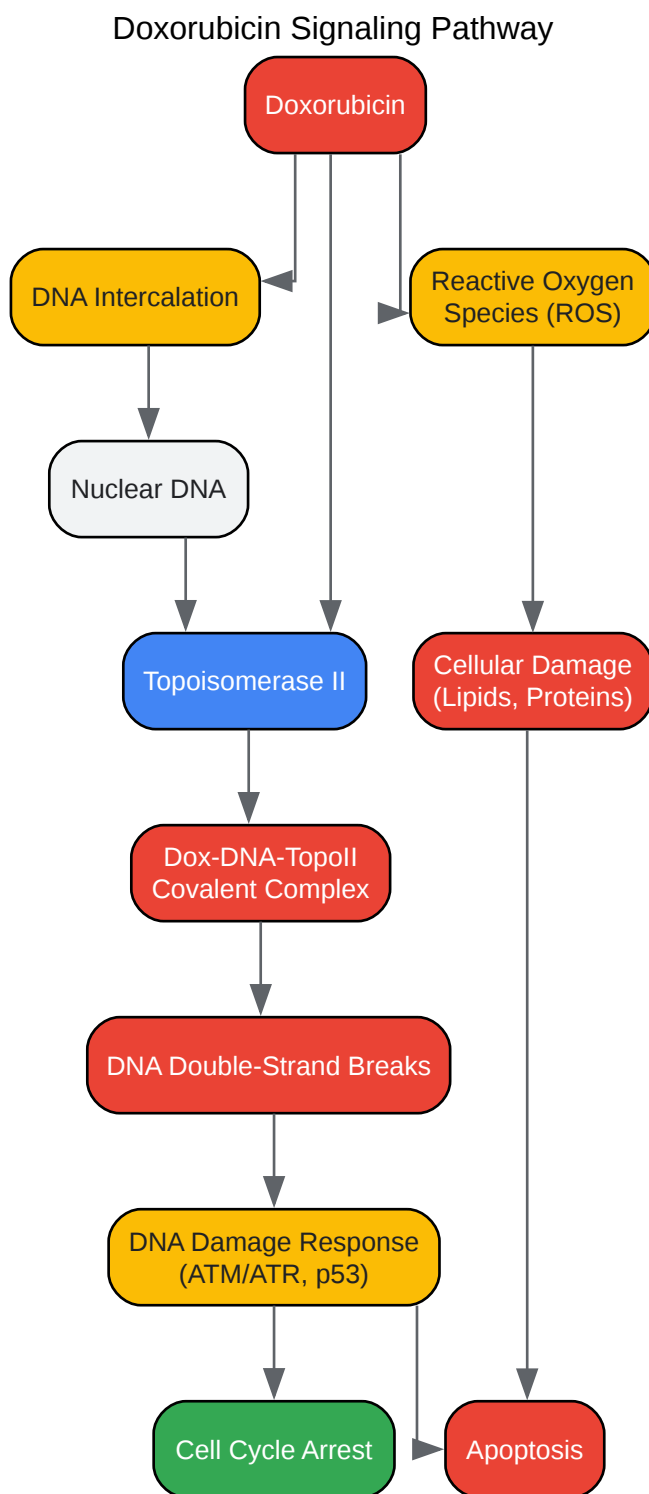 Doxorubicin Signaling Pathway
Doxorubicin
DNA Intercalation
Reactive Oxygen
Species (ROS)
Nuclear DNA
Topoisomerase II
Cellular Damage
(Lipids, Proteins)
Dox-DNA-TopoII
Covalent Complex
DNA Double-Strand Breaks
DNA Damage Response
(ATM/ATR, p53)
Cell Cycle Arrest
Apoptosis